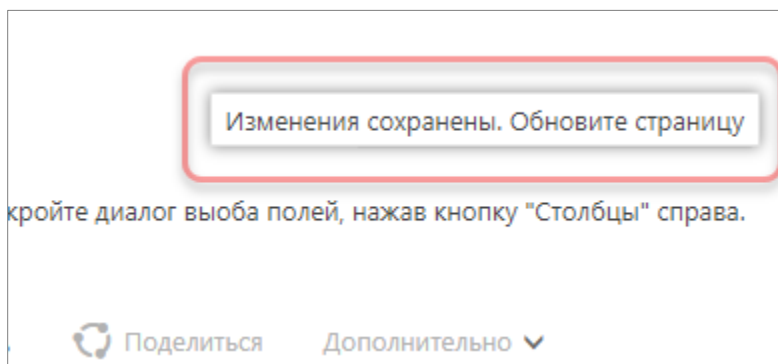 Изменения сохранены. Обновите страницу
кройте диалог выоба полей, нажав кнопку "Столбцы" справа.
Поделиться Дополнительно